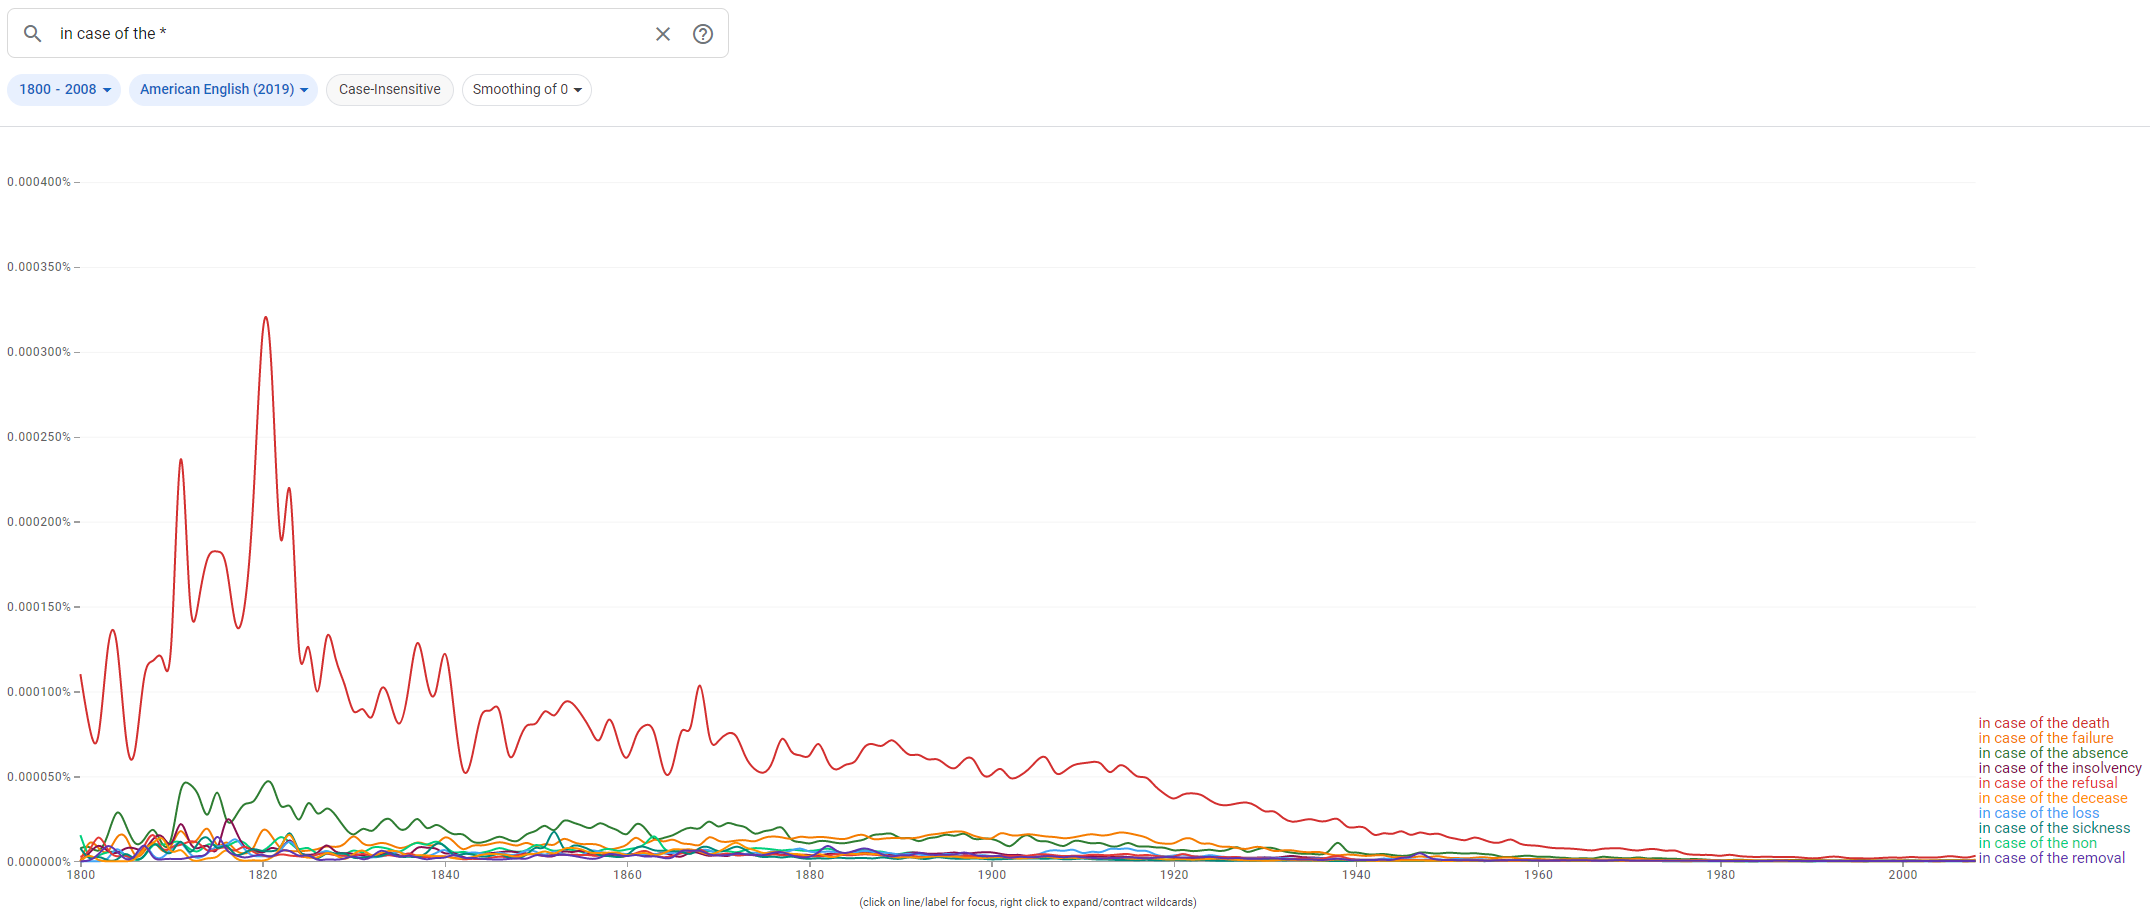 in case of the *
1800 - 2008
American English (2019)
Case-Insensitive
Smoothing of 0
0.000400%
0.000350%
0.000300%
0.000250%
0.000200%
0.000150%
0.000100%
0.000050%
0.000000%
1800 1820 1840 1860 1880 1900 1920 1940 1960 1980 2000
in case of the death
in case of the failure
in case of the absence
in case of the insolvency
in case of the refusal
in case of the decease
in case of the loss
in case of the sickness
in case of the non
in case of the removal
(click on line/label for focus, right click to expand/contract wildcards)